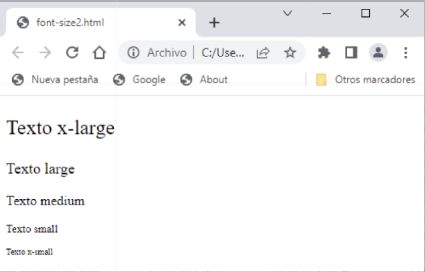 font-size2.html
Archivo C:/Use...
Nueva pestaña Google About Otros marcadores
Texto x-large
Texto large
Texto medium
Texto small
Texto x-small